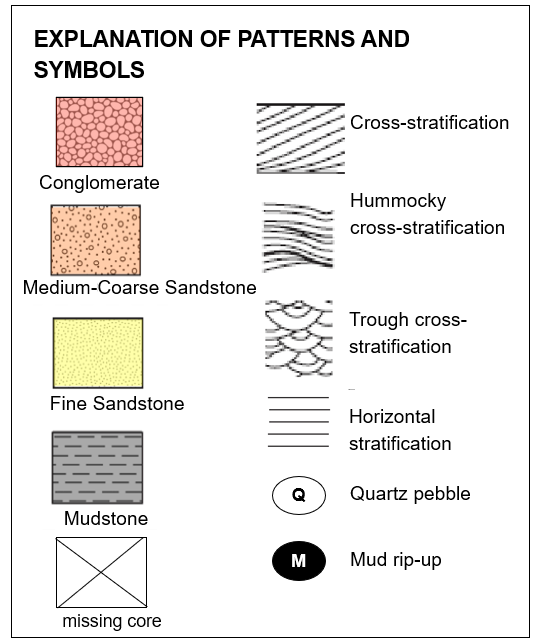 EXPLANATION OF PATTERNS AND
SYMBOLS
Conglomerate
Medium-Coarse Sandstone
Fine Sandstone
Mudstone
missing core
Cross-stratification
Hummocky
cross-stratification
Trough cross-
stratification
Horizontal
stratification
Q
Quartz pebble
M
Mud rip-up